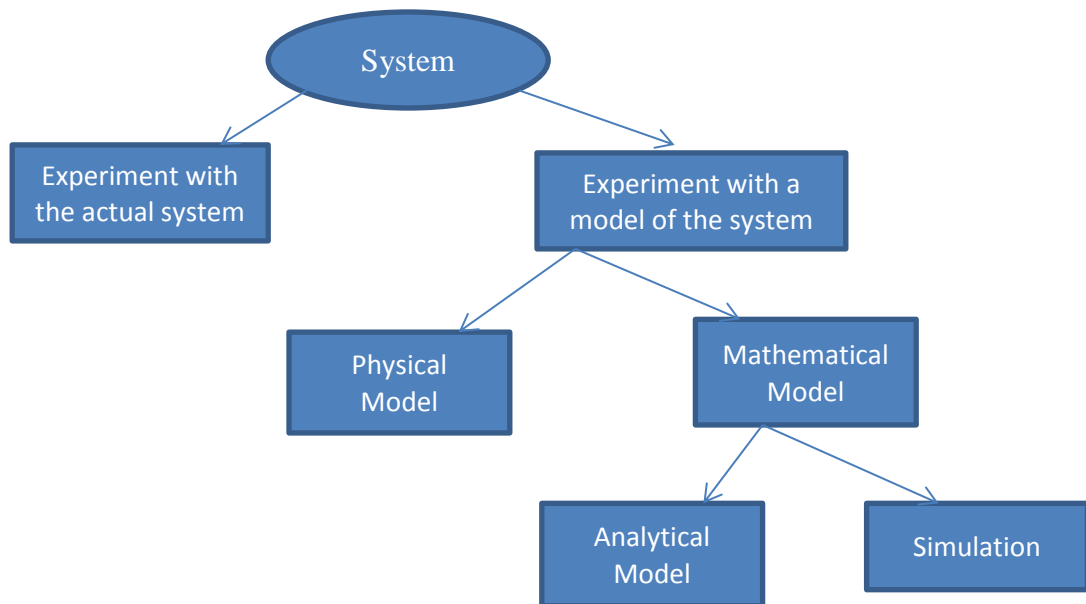 System
Experiment with
the actual system
Experiment with a
model of the system
Physical
Model
Mathematical
Model
Analytical
Model
Simulation